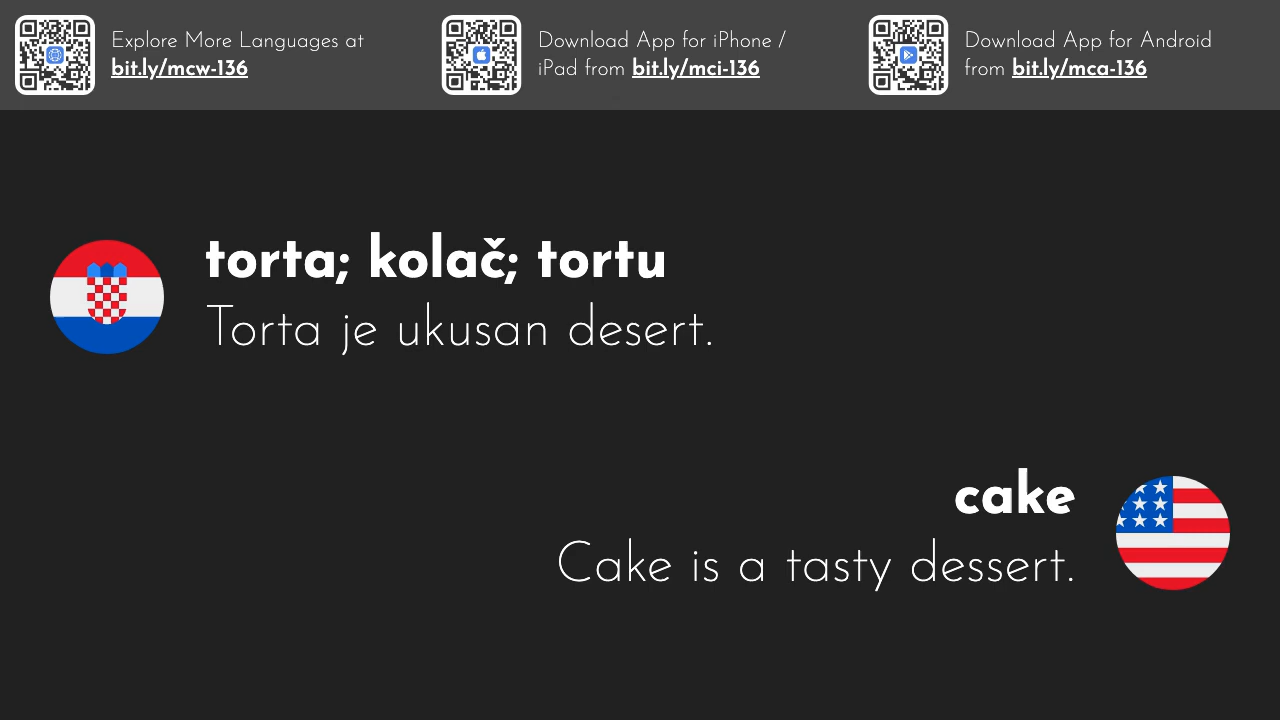 Explore More Languages at
bit.ly/mcw-136
Download App for iPhone /
iPad from bit.ly/mci-136
Download App for Android
from bit.ly/mca-136
torta; kolač; tortu
Torta je ukusan desert.
cake
Cake is a tasty dessert.